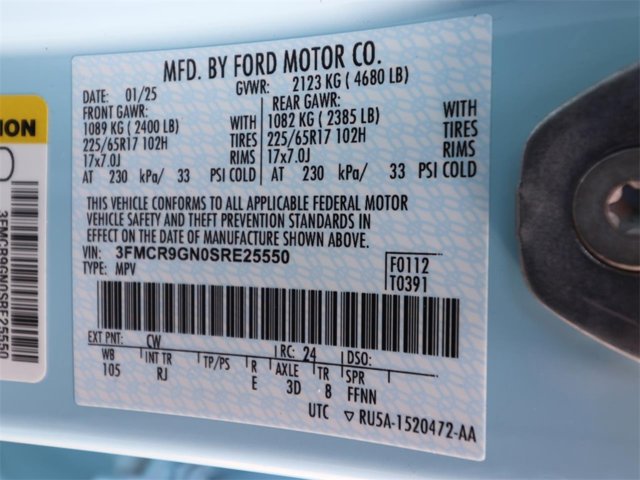 MFD. BY FORD MOTOR CO.
DATE: 01/25 GVWR: 2123 KG ( 4680 LB)
FRONT GAWR: REAR GAWR:
1089 KG ( 2400 LB) WITH 1082 KG ( 2385 LB) WITH
225/65R17 102H TIRES 225/65R17 102H TIRES
17x7.0J RIMS 17x7.0J RIMS
AT 230 kPa/ 33 PSI COLD AT 230 kPa/ 33 PSI COLD
THIS VEHICLE CONFORMS TO ALL APPLICABLE FEDERAL MOTOR
VEHICLE SAFETY AND THEFT PREVENTION STANDARDS IN
EFFECT ON THE DATE OF MANUFACTURE SHOWN ABOVE.
VIN: 3FMCR9GN0SRE25550
TYPE: MPV
F0112
T0391
EXT PNT: CW RC: 24 DSO:
WB INT TR TP/PS R AXLE TR SPR
105 RJ E 3D 8 FFNN
UTC ▽ RU5A-1520472-AA
3FMCR9GN0SRE25550